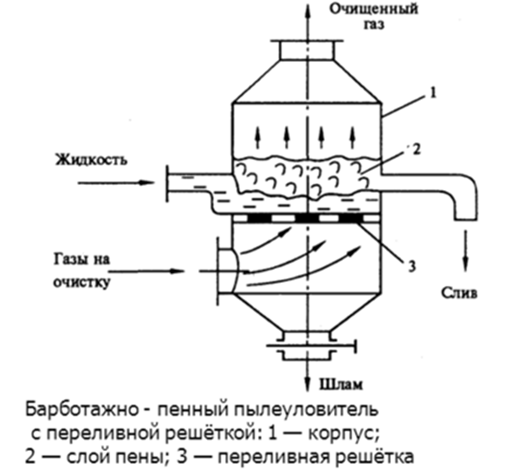 Очищенный
газ
1
2
Жидкость
Газы на
очистку
3
Слив
Шлам
Барботажно - пенный пылеуловитель
с переливной решёткой: 1 — корпус;
2 — слой пены; 3 — переливная решётка